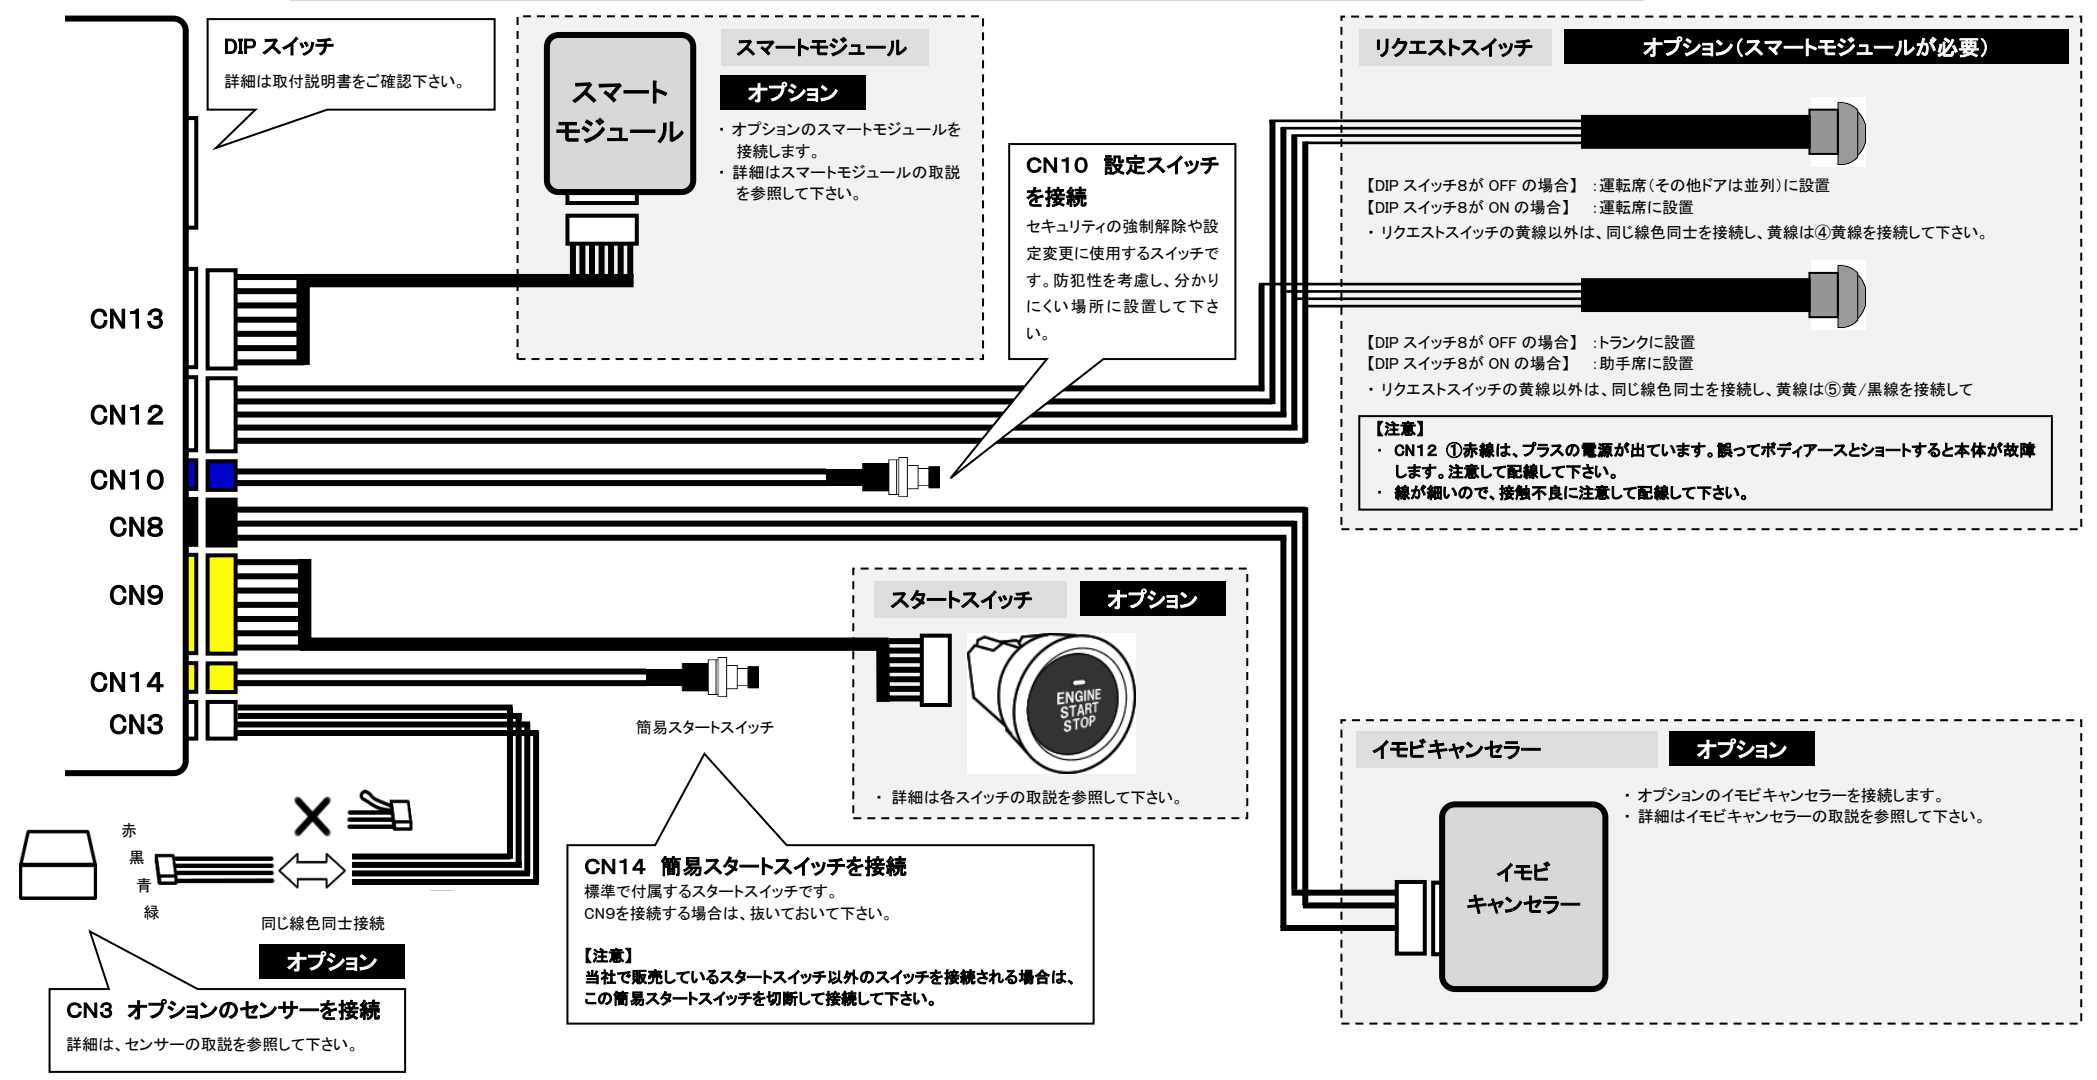 DIP スイッチ
詳細は取付説明書をご確認下さい。
スマート
モジュール
スマートモジュール
オプション
・ オプションのスマートモジュールを
接続します。
・ 詳細はスマートモジュールの取説
を参照して下さい。
CN10 設定スイッチ
を接続
セキュリティの強制解除や設
定変更に使用するスイッチで
す。防犯性を考慮し、分かり
にくい場所に設置して下さ
い。
リクエストスイッチ
オプション(スマートモジュールが必要)
【DIP スイッチ8が OFF の場合】 :運転席(その他ドアは並列)に設置
【DIP スイッチ8が ON の場合】 :運転席に設置
・ リクエストスイッチの黄線以外は、同じ線色同士を接続し、黄線は④黄線を接続して下さい。
【DIP スイッチ8が OFF の場合】 :トランクに設置
【DIP スイッチ8が ON の場合】 :助手席に設置
・ リクエストスイッチの黄線以外は、同じ線色同士を接続し、黄線は⑤黄/黒線を接続して
【注意】
・ CN12 ①赤線は、プラスの電源が出ています。誤ってボディアースとショートすると本体が故障
します。注意して配線して下さい。
・ 線が細いので、接触不良に注意して配線して下さい。
CN13
CN12
CN10
CN8
CN9
CN14
CN3
スタートスイッチ
オプション
ENGINE
START
STOP
・ 詳細は各スイッチの取説を参照して下さい。
簡易スタートスイッチ
CN14 簡易スタートスイッチを接続
標準で付属するスタートスイッチです。
CN9を接続する場合は、抜いておいて下さい。
【注意】
当社で販売しているスタートスイッチ以外のスイッチを接続される場合は、
この簡易スタートスイッチを切断して接続して下さい。
イモビキャンセラー
オプション
・ オプションのイモビキャンセラーを接続します。
・ 詳細はイモビキャンセラーの取説を参照して下さい。
イモビ
キャンセラー
赤
黒
青
緑
同じ線色同士接続
オプション
CN3 オプションのセンサーを接続
詳細は、センサーの取説を参照して下さい。